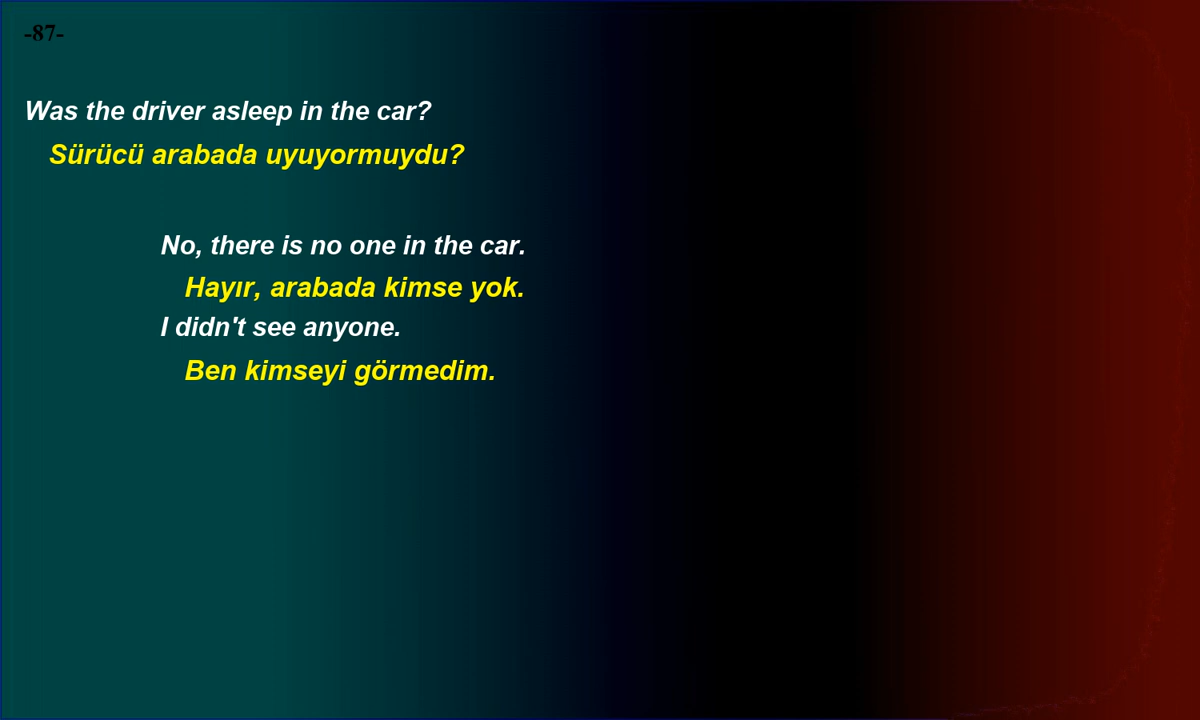 -87-
Was the driver asleep in the car?
Sürücü arabada uyuyormuydu?
No, there is no one in the car.
Hayır, arabada kimse yok.
I didn't see anyone.
Ben kimseyi görmedim.